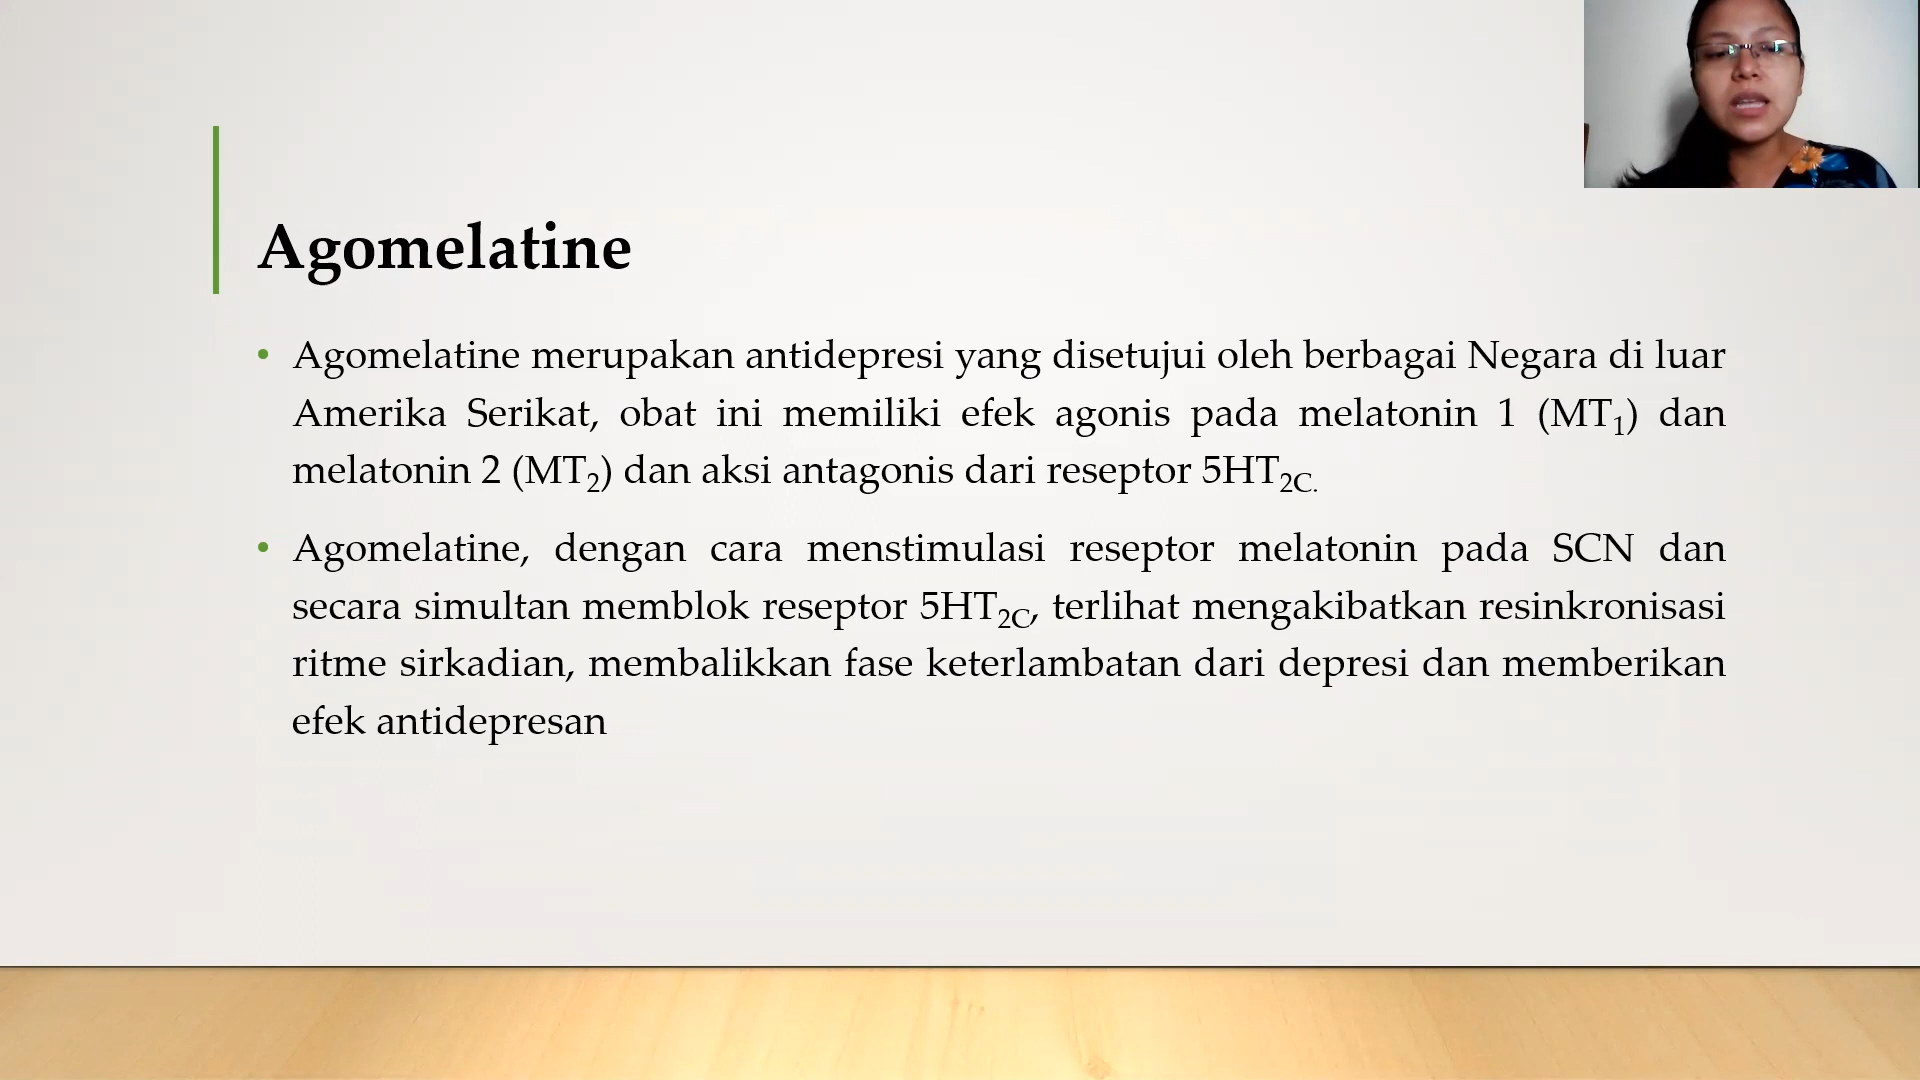 Agomelatine
• Agomelatine merupakan antidepresi yang disetujui oleh berbagai Negara di luar
Amerika Serikat, obat ini memiliki efek agonis pada melatonin 1 (MT₁) dan
melatonin 2 (MT₂) dan aksi antagonis dari reseptor 5HT₂C.
• Agomelatine, dengan cara menstimulasi reseptor melatonin pada SCN dan
secara simultan memblok reseptor 5HT₂C, terlihat mengakibatkan resinkronisasi
ritme sirkadian, membalikkan fase keterlambatan dari depresi dan memberikan
efek antidepresan